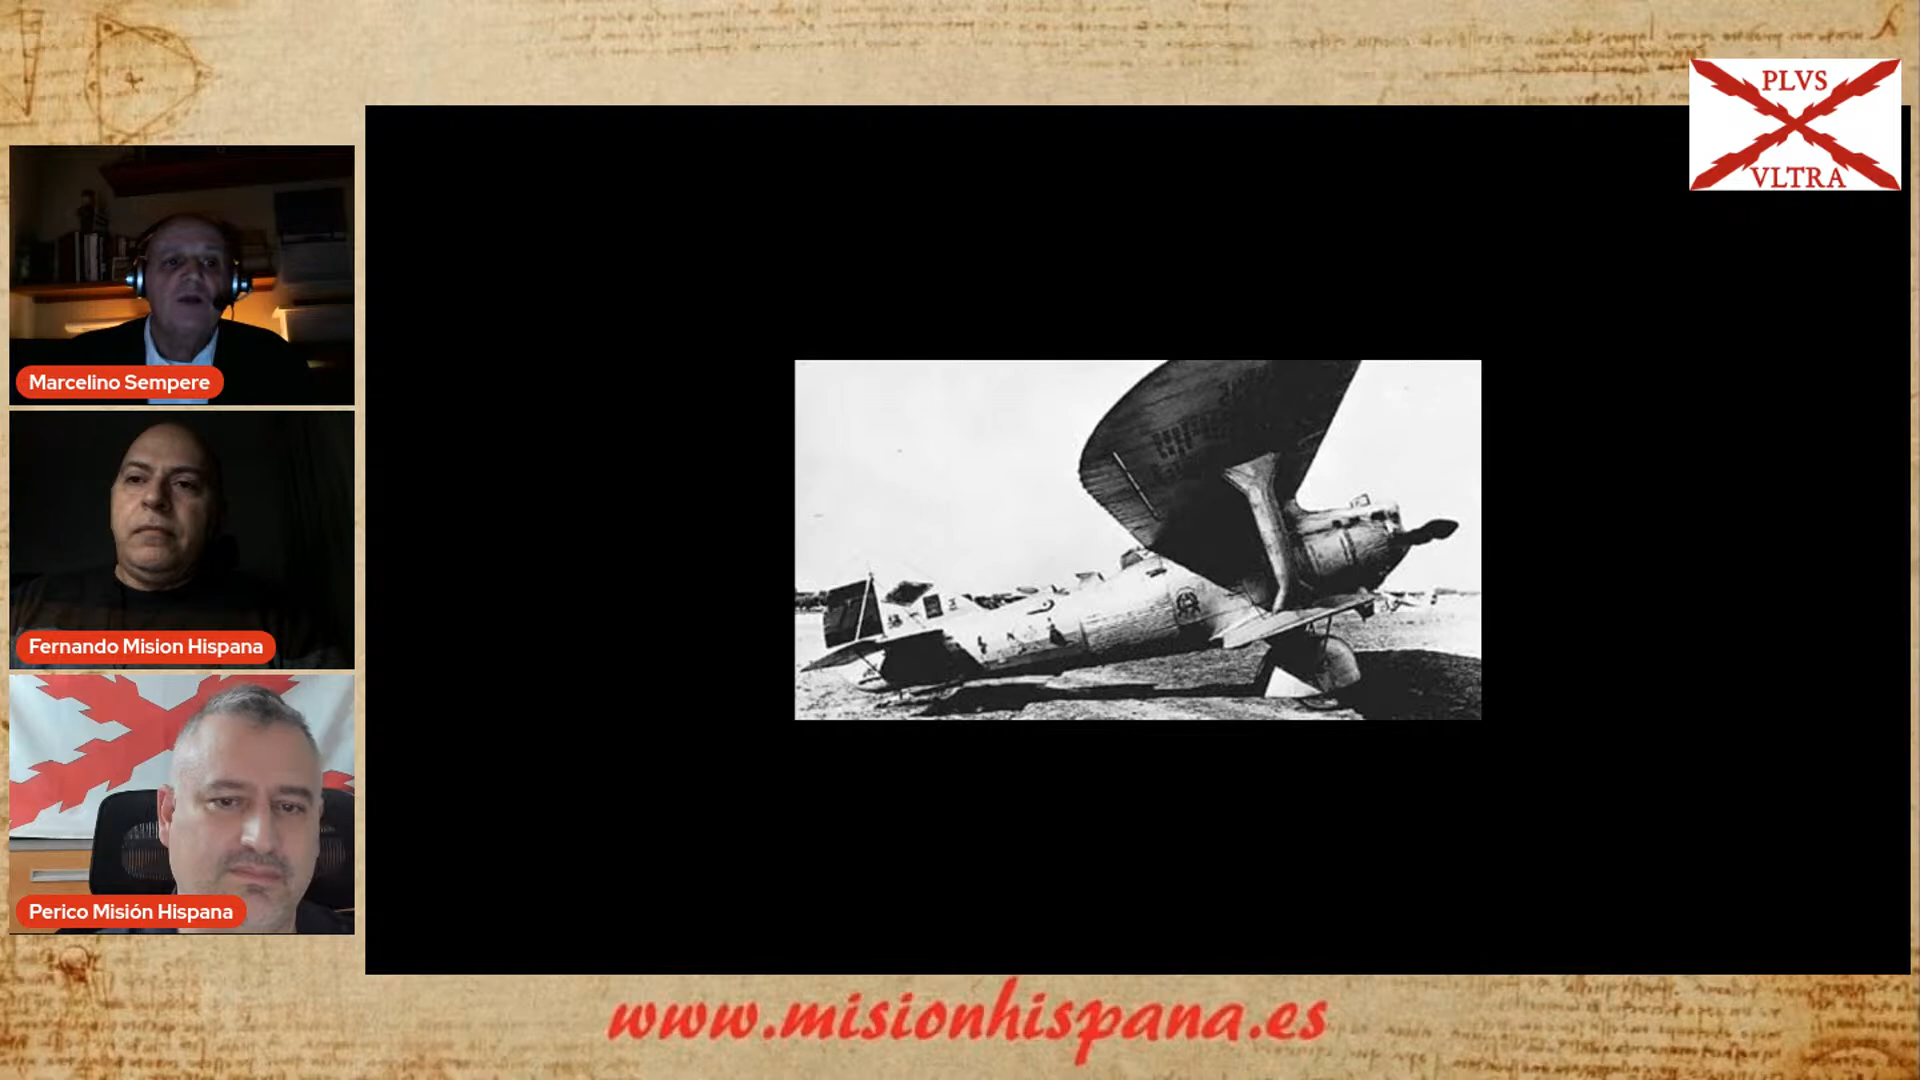 PLVS
VLTRA
Marcelino Sempere
Fernando Mision Hispana
Perico Misión Hispana
www.misionhispana.es